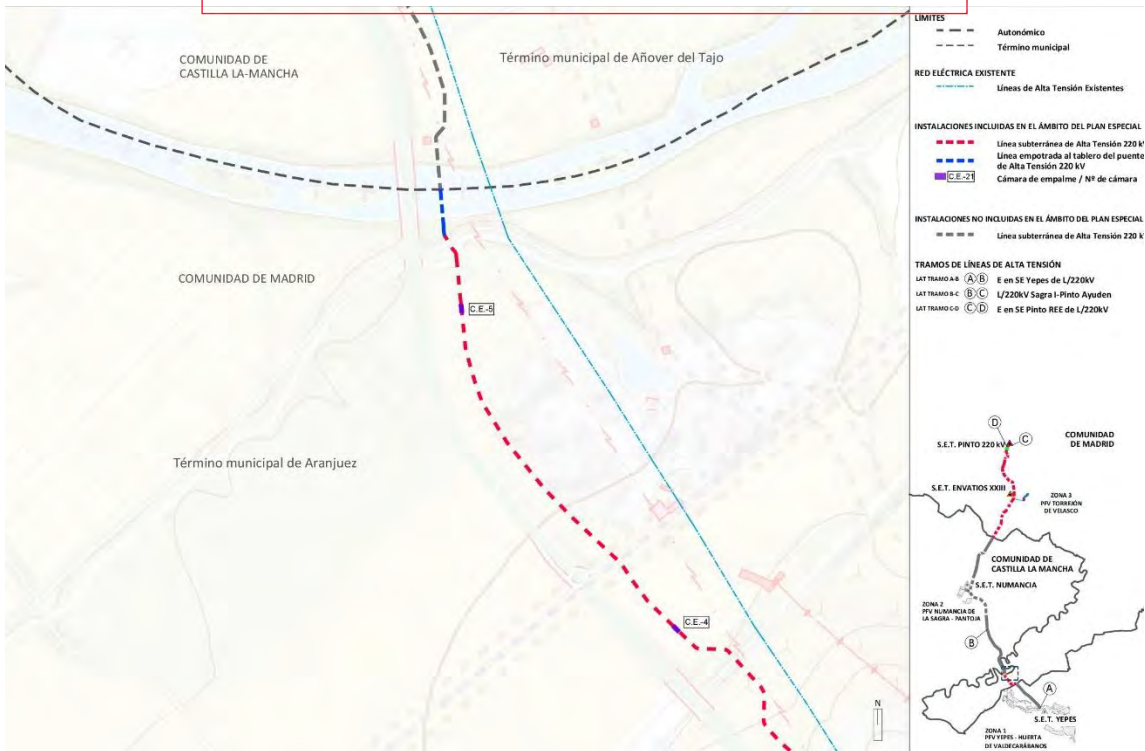 COMUNIDAD DE
CASTILLA LA-MANCHA
Término municipal de Añover del Tajo
COMUNIDAD DE MADRID
C.E.-5
Término municipal de Aranjuez
C.E.-4
N
LÍMITES
Autonómico
Término municipal
RED ELÉCTRICA EXISTENTE
Líneas de Alta Tensión Existentes
INSTALACIONES INCLUIDAS EN EL ÁMBITO DEL PLAN ESPECIAL
Línea subterránea de Alta Tensión 220 kV
Línea empotrada al tablero del puente
de Alta Tensión 220 kV
C.E.-21 Cámara de empalme / Nº de cámara
INSTALACIONES NO INCLUIDAS EN EL ÁMBITO DEL PLAN ESPECIAL
Línea subterránea de Alta Tensión 220 kV
TRAMOS DE LÍNEAS DE ALTA TENSIÓN
LAT TRAMO A-B A B E en SE Yepes de L/220kV
LAT TRAMO B-C B C L/220kV Sagra I-Pinto Ayuden
LAT TRAMO C-D C D E en SE Pinto REE de L/220kV
D
C
S.E.T. PINTO 220 kV
COMUNIDAD
DE MADRID
S.E.T. ENVATIOS XXIII
ZONA 3
PFV TORREJÓN
DE VELASCO
COMUNIDAD DE
CASTILLA LA MANCHA
S.E.T. NUMANCIA
ZONA 2
PFV NUMANCIA DE
LA SAGRA - PANTOJA
B
A
S.E.T. YEPES
ZONA 1
PFV YEPES - HUERTA
DE VALDECARÁBANOS